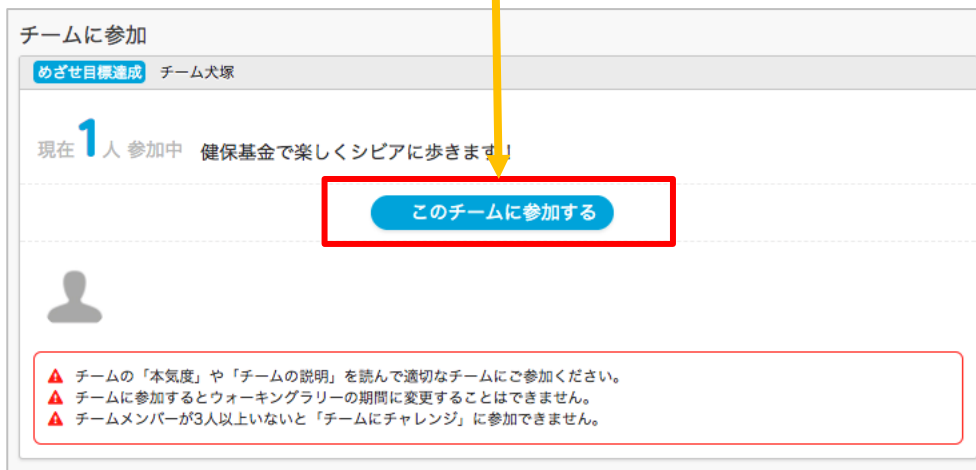 チームに参加
めざせ目標達成 チーム犬塚
現在1人 参加中 健保基金で楽しくシビアに歩きます！
このチームに参加する
チームの「本気度」や「チームの説明」を読んで適切なチームにご参加ください。
チームに参加するとウォーキングラリーの期間に変更することはできません。
チームメンバーが3人以上いないと「チームにチャレンジ」に参加できません。